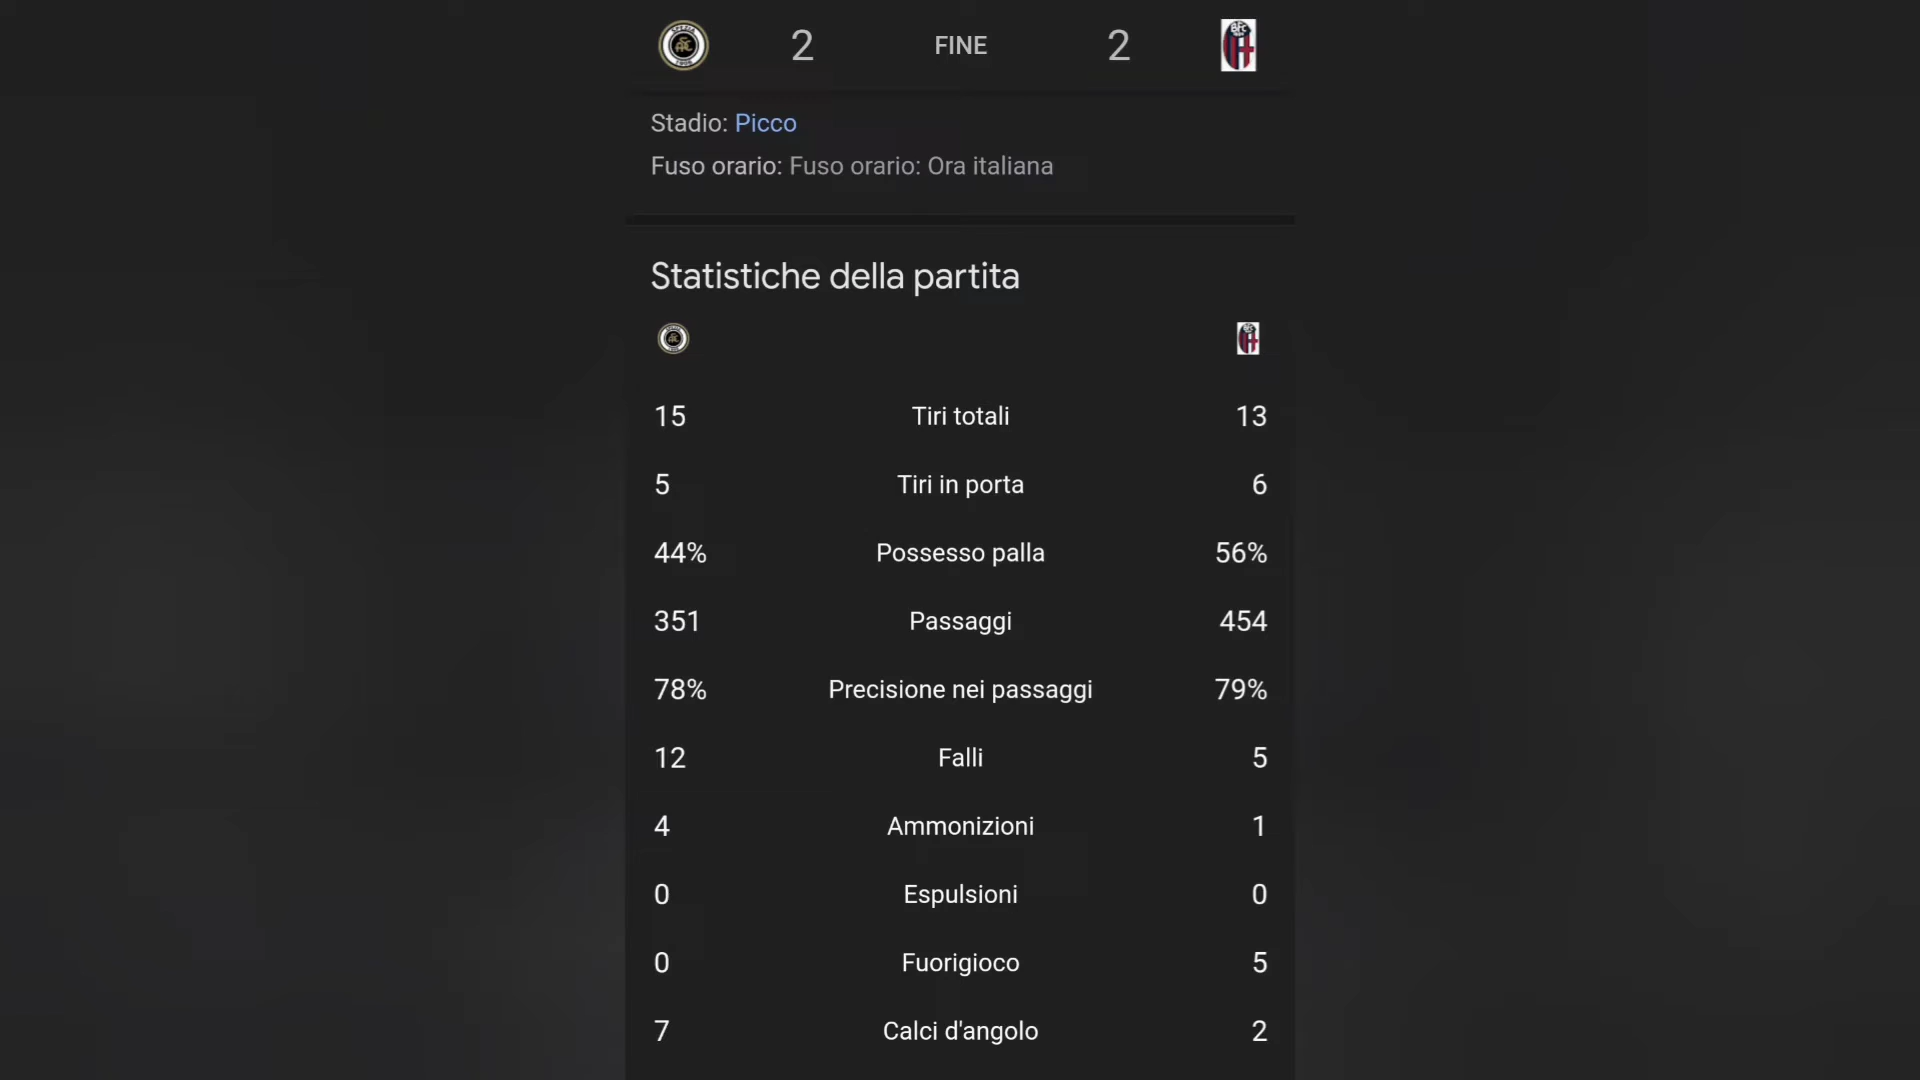 2 FINE 2
Stadio: Picco
Fuso orario: Fuso orario: Ora italiana
Statistiche della partita
15 Tiri totali 13
5 Tiri in porta 6
44% Possesso palla 56%
351 Passaggi 454
78% Precisione nei passaggi 79%
12 Falli 5
4 Ammonizioni 1
0 Espulsioni 0
0 Fuorigioco 5
7 Calci d'angolo 2